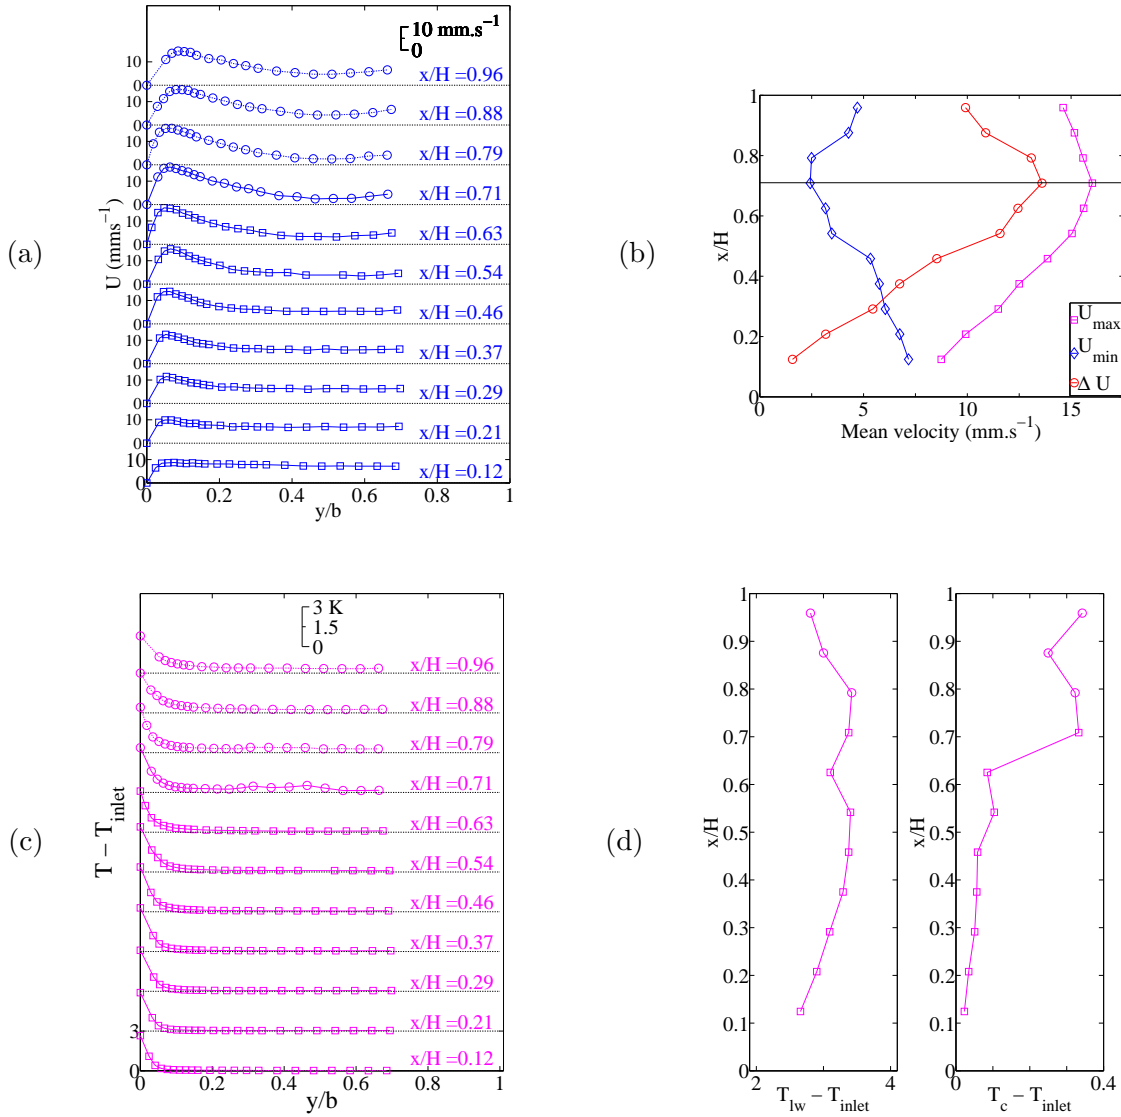 (a)
10 mm.s⁻¹
0
U (mms⁻¹)
10
0
x/H =0.96
10
0
x/H =0.88
10
0
x/H =0.79
10
0
x/H =0.71
10
0
x/H =0.63
10
0
x/H =0.54
10
0
x/H =0.46
10
0
x/H =0.37
10
0
x/H =0.29
10
0
x/H =0.21
10
0
x/H =0.12
0 0.2 0.4 0.6 0.8 1
y/b
(b)
x/H
1
0.8
0.6
0.4
0.2
0
U_max
U_min
Δ U
0 5 10 15
Mean velocity (mm.s⁻¹)
(c)
T − T_inlet
3 K
1.5
0
x/H =0.96
x/H =0.88
x/H =0.79
x/H =0.71
x/H =0.63
x/H =0.54
x/H =0.46
x/H =0.37
x/H =0.29
x/H =0.21
3
x/H =0.12
0
0 0.2 0.4 0.6 0.8 1
y/b
(d)
x/H
1
0.9
0.8
0.7
0.6
0.5
0.4
0.3
0.2
0.1
0
2 4
T_lw − T_inlet
x/H
1
0.9
0.8
0.7
0.6
0.5
0.4
0.3
0.2
0.1
0
0 0.4
T_c − T_inlet